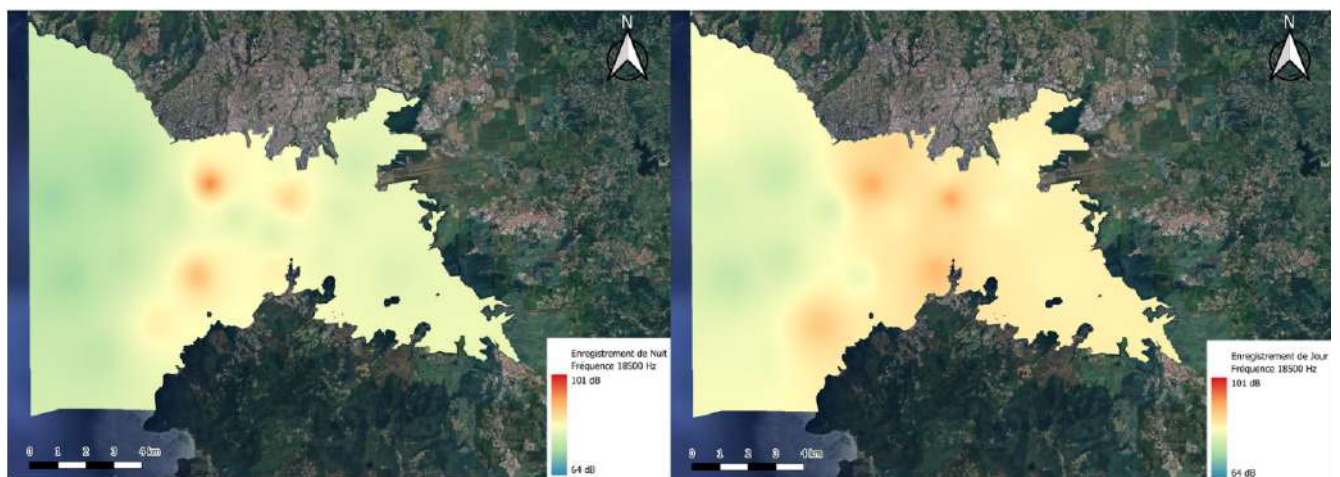 N
Enregistrement de Nuit
Fréquence 18500 Hz
101 dB
64 dB
0 1 2 3 4 km
N
Enregistrement de Jour
Fréquence 18500 Hz
101 dB
64 dB
0 1 2 3 4 km